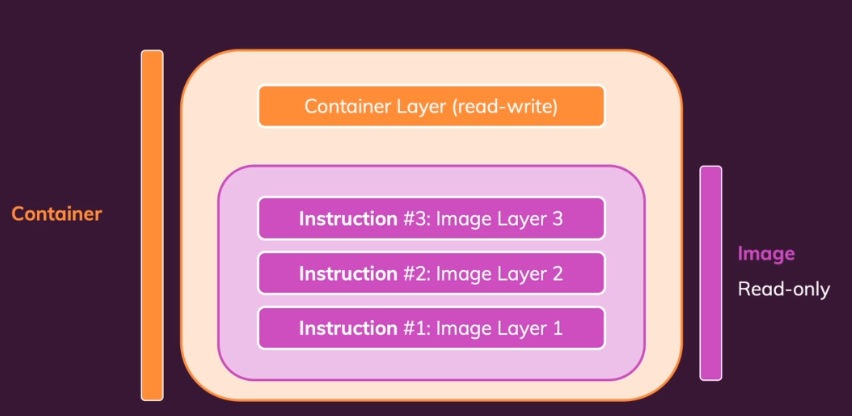 Container Layer (read-write)
Container
Instruction #3: Image Layer 3
Instruction #2: Image Layer 2
Instruction #1: Image Layer 1
Image
Read-only